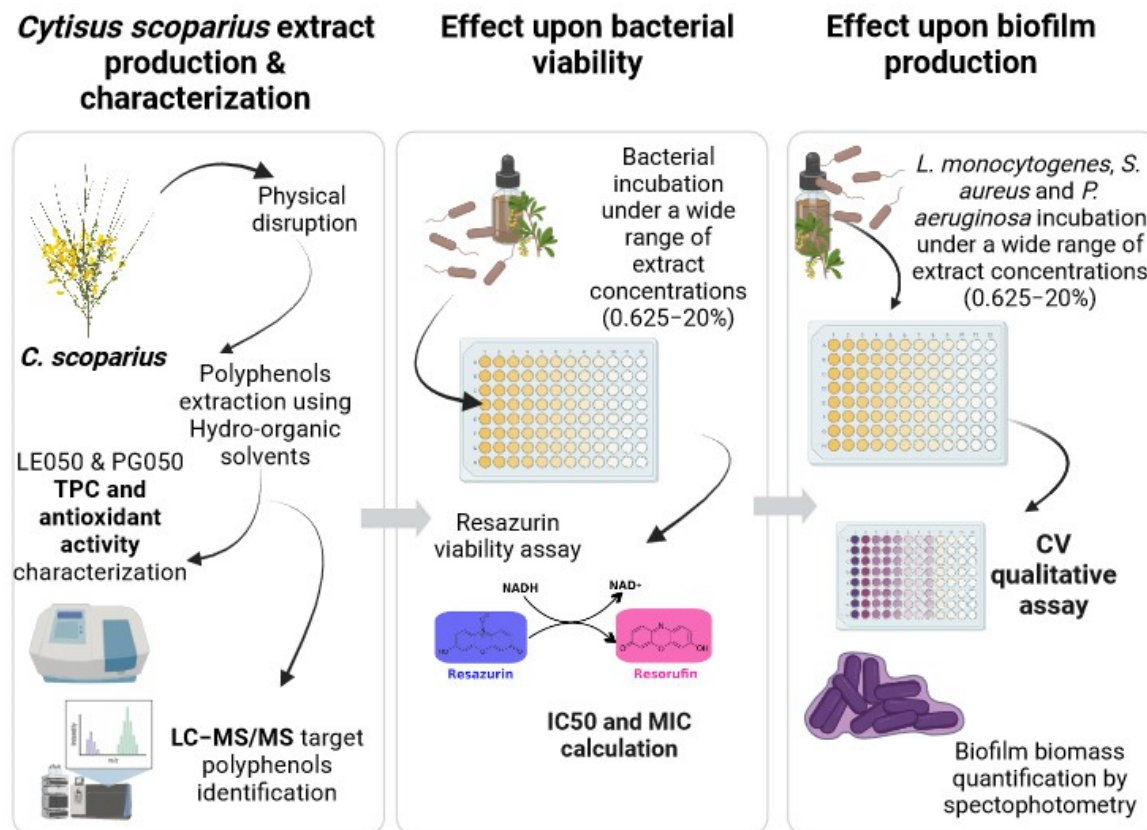 Cytisus scoparius extract
production &
characterization
Physical
disruption
C. scoparius
Polyphenols
extraction using
Hydro-organic
solvents
LE050 & PG050
TPC and
antioxidant
activity
characterization
LC–MS/MS target
polyphenols
identification
Effect upon bacterial
viability
Bacterial
incubation
under a wide
range of
extract
concentrations
(0.625–20%)
Resazurin
viability assay
NADH
NAD+
HO
O
O
N
O
OH
Resazurin
Resorufin
IC50 and MIC
calculation
Effect upon biofilm
production
L. monocytogenes, S.
aureus and P.
aeruginosa incubation
under a wide range of
extract concentrations
(0.625–20%)
CV
qualitative
assay
Biofilm biomass
quantification by
spectophotometry